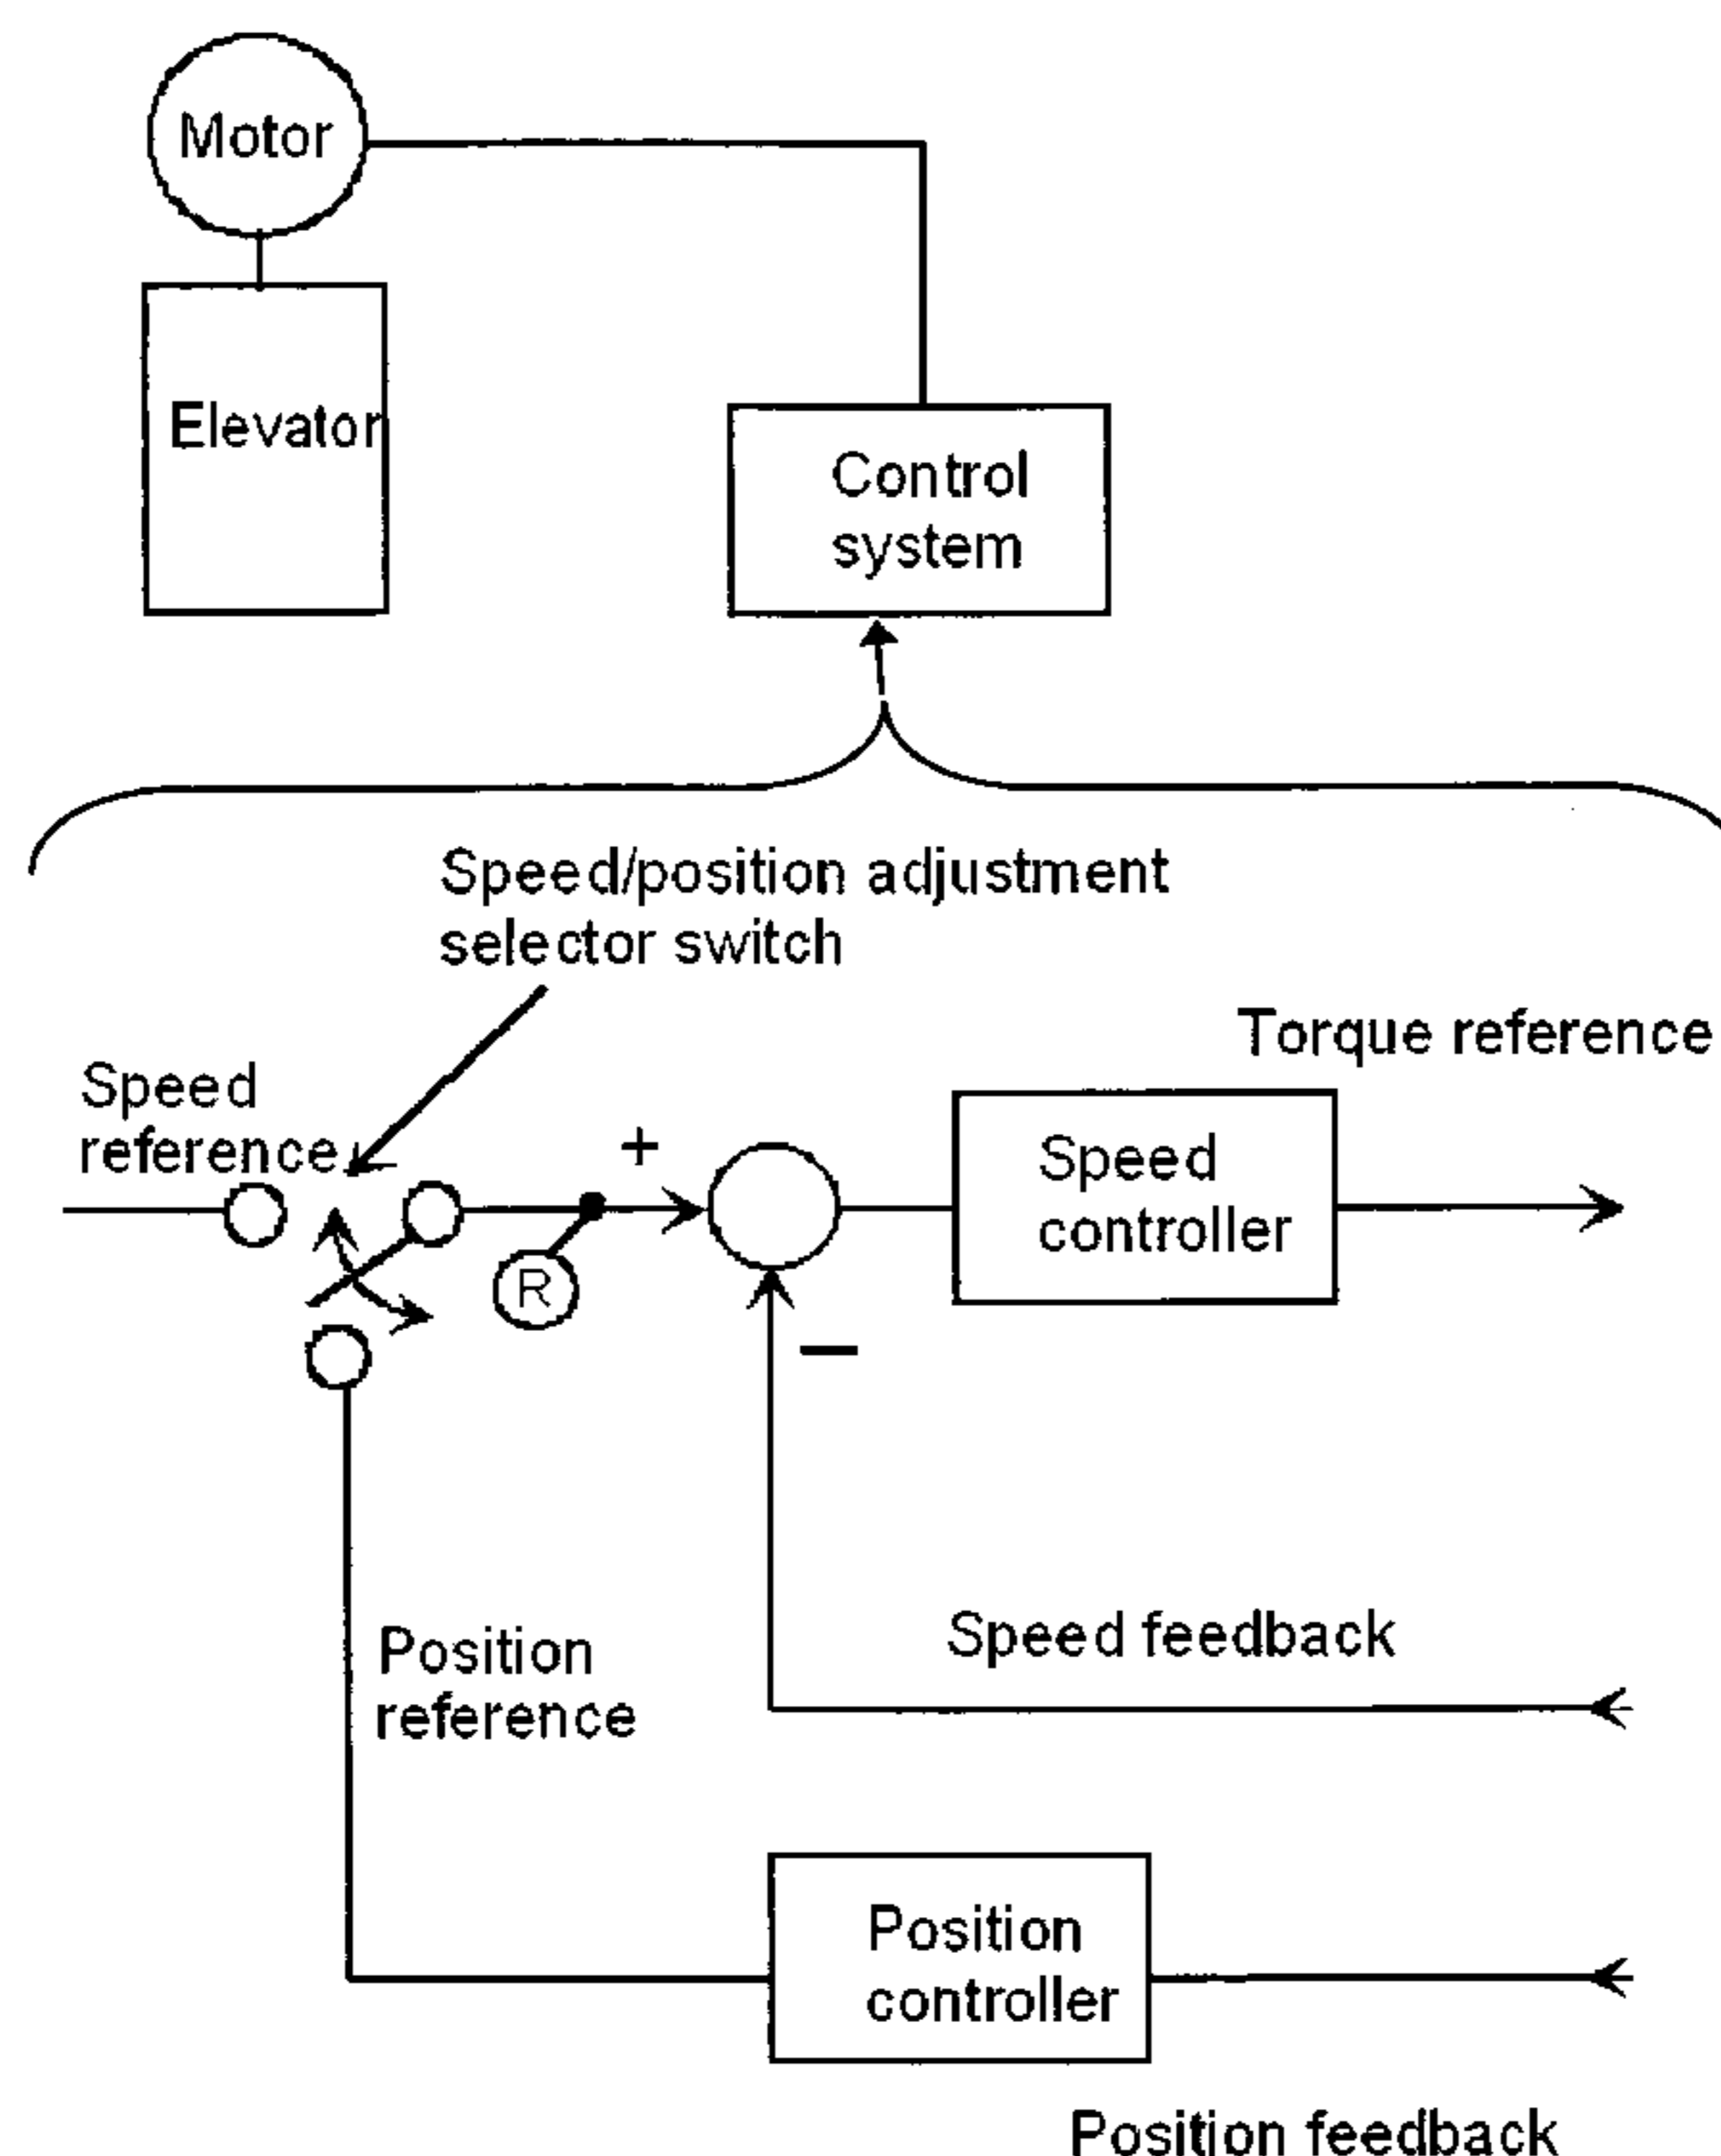 Motor
Elevator
Control
system
Speed/position adjustment
selector switch
Torque reference
Speed
reference
+
Speed
controller
R
−
Speed feedback
Position
reference
Position
controller
Position feedback